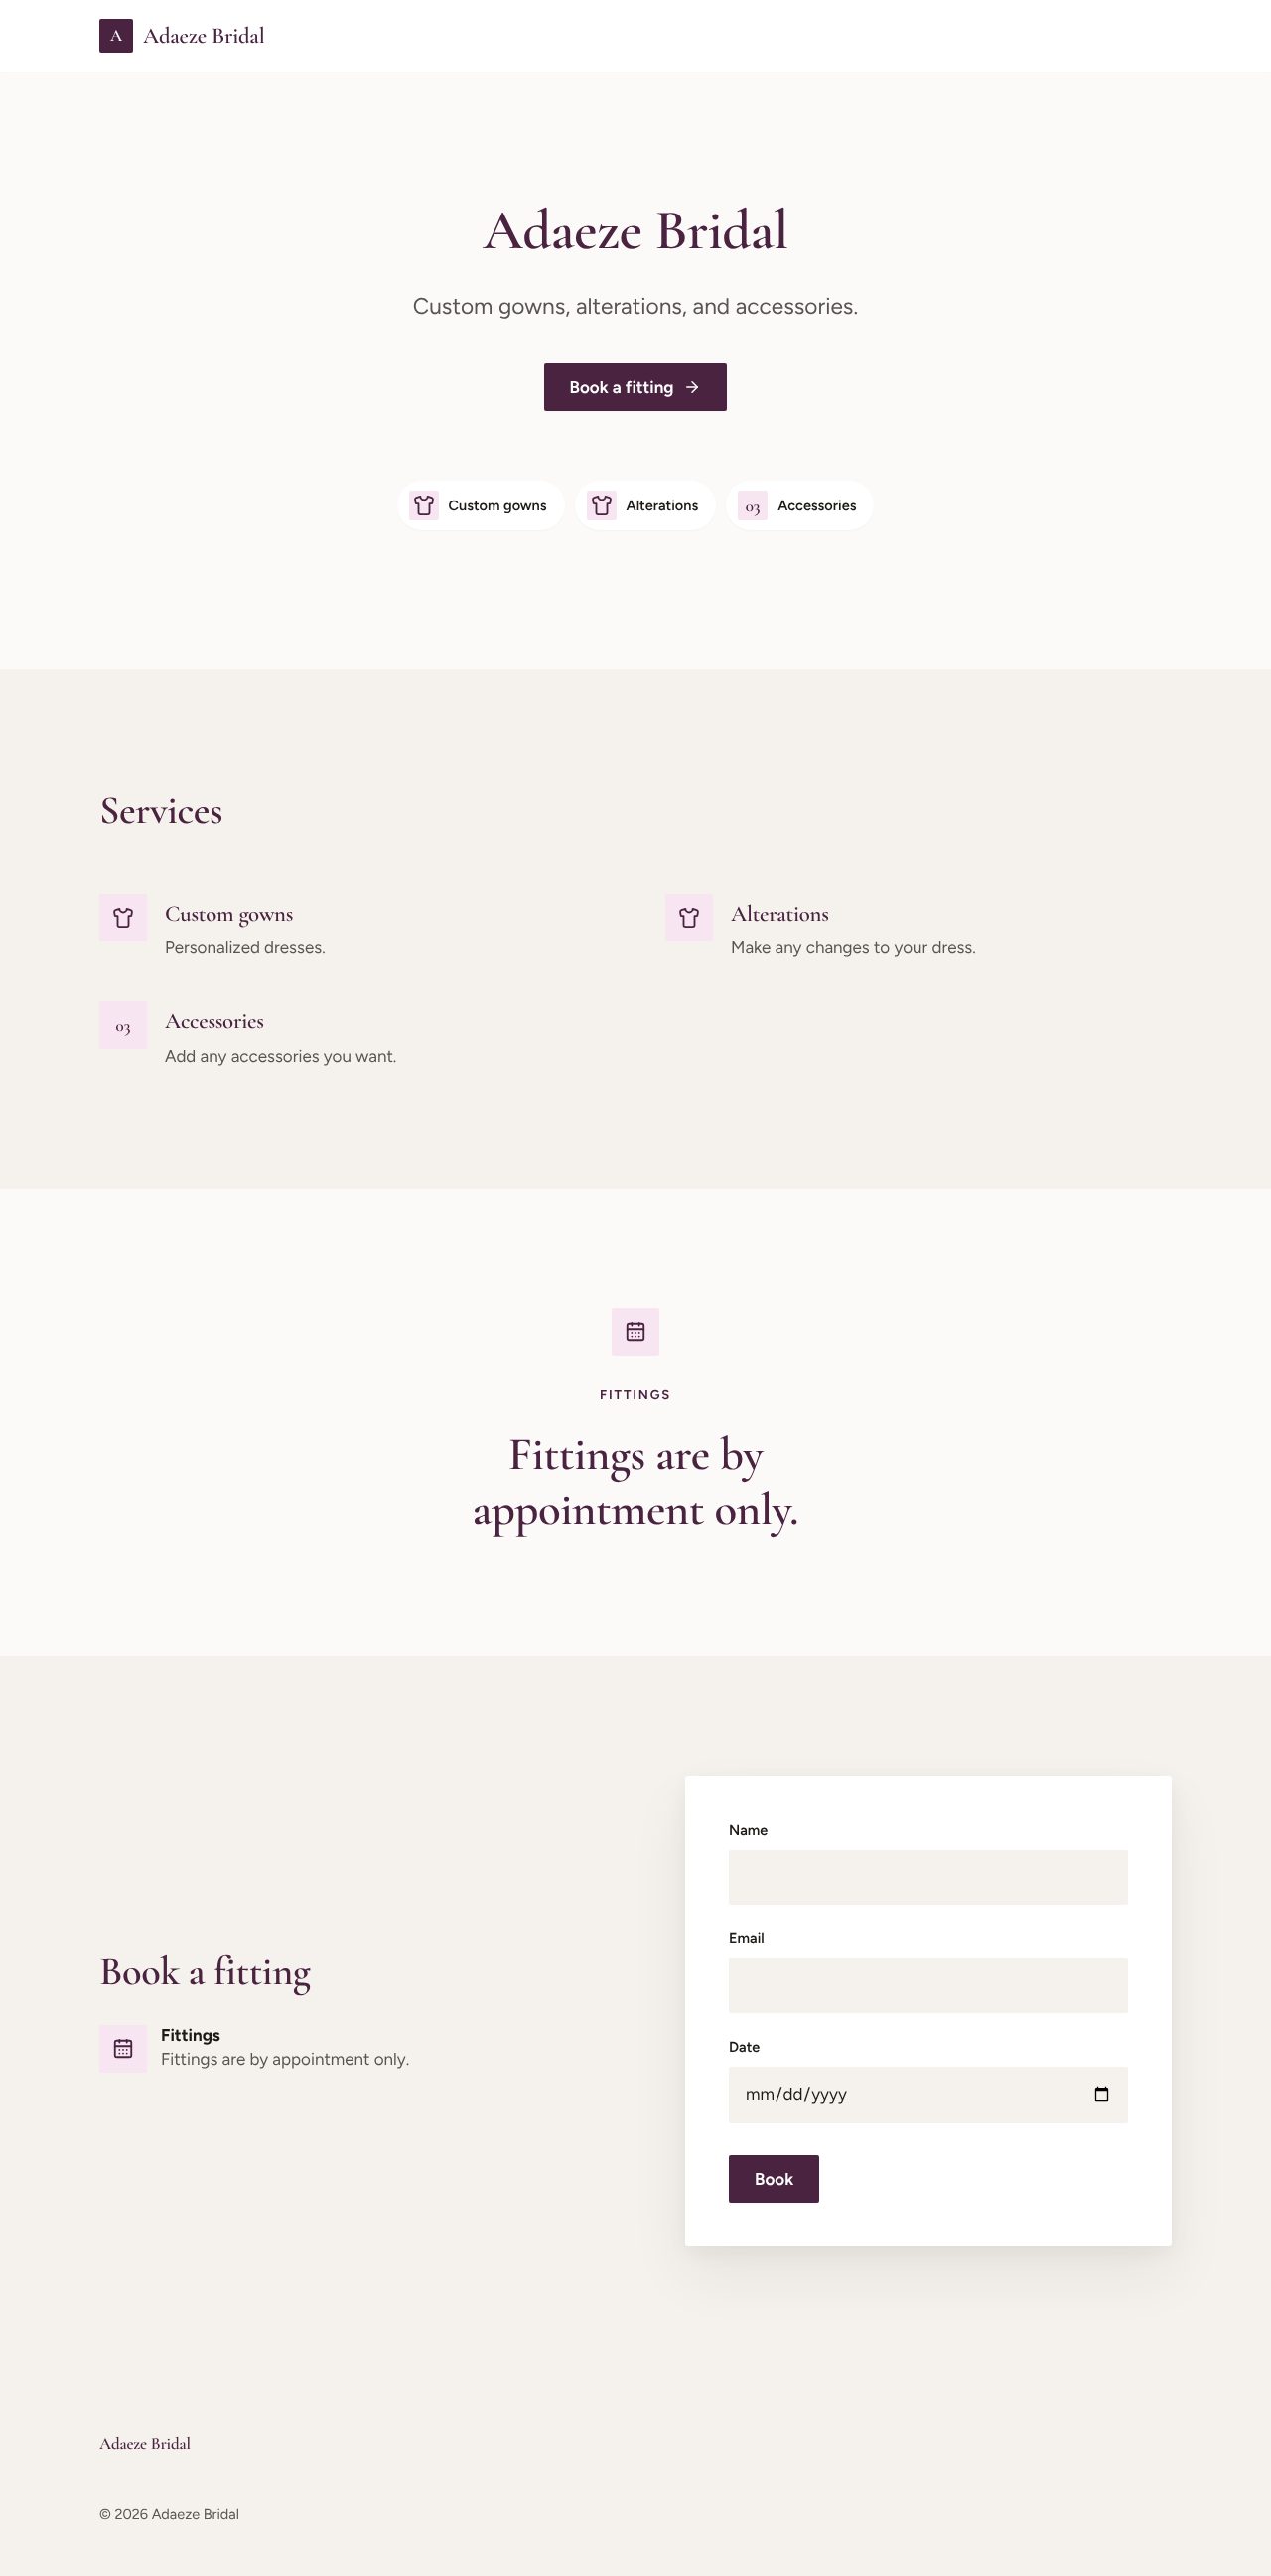 A
Adaeze Bridal
Adaeze Bridal
Custom gowns, alterations, and accessories.
Book a fitting
Custom gowns
Alterations
03
Accessories
Services
Custom gowns
Personalized dresses.
Alterations
Make any changes to your dress.
03
Accessories
Add any accessories you want.
FITTINGS
Fittings are by
appointment only.
Book a fitting
Fittings
Fittings are by appointment only.
Name
Email
Date
mm/dd/yyyy
Book
Adaeze Bridal
© 2026 Adaeze Bridal